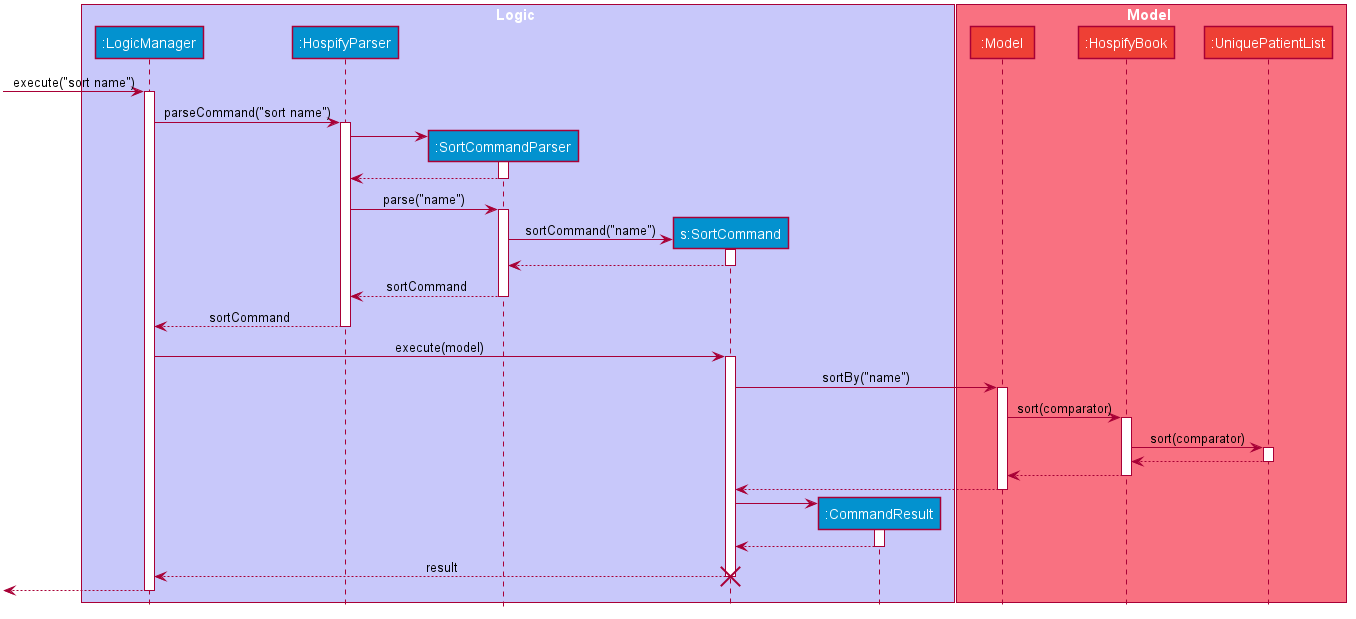 Logic
Model
:LogicManager
:HospifyParser
:Model
:HospifyBook
:UniquePatientList
execute("sort name")
parseCommand("sort name")
:SortCommandParser
parse("name")
sortCommand("name")
s:SortCommand
sortCommand
sortCommand
execute(model)
sortBy("name")
sort(comparator)
sort(comparator)
:CommandResult
result